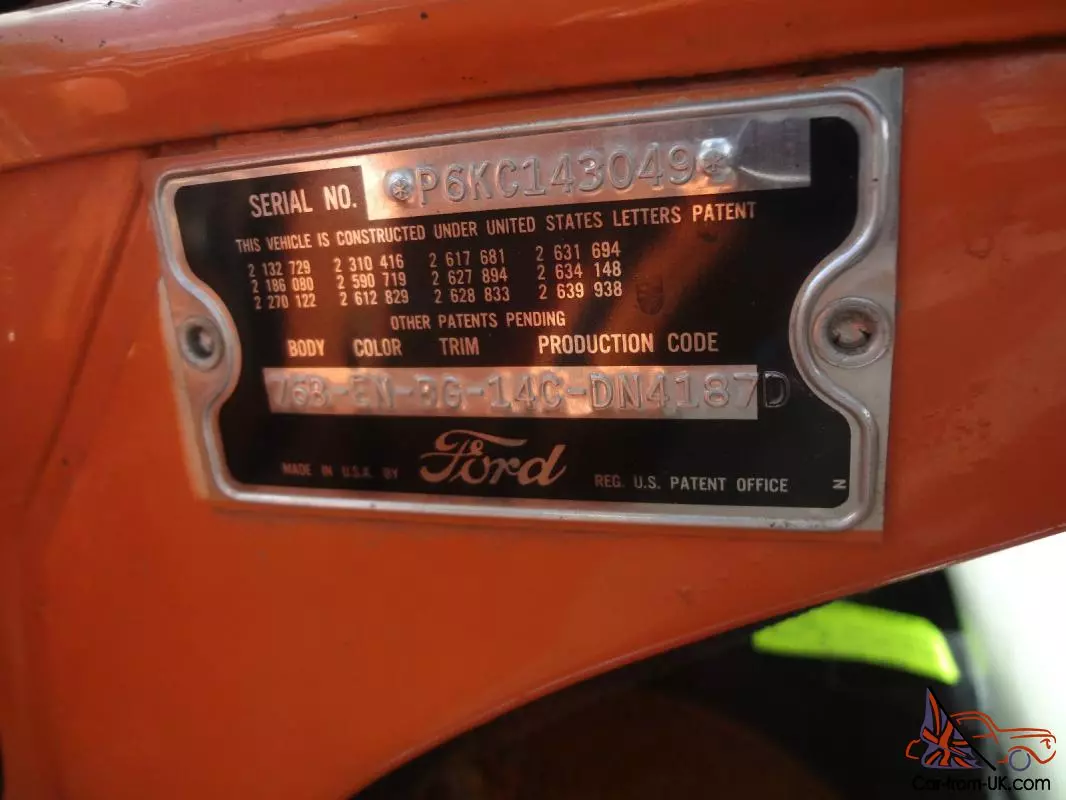 SERIAL NO. *P6KC143049*
THIS VEHICLE IS CONSTRUCTED UNDER UNITED STATES LETTERS PATENT
2 132 729 2 310 416 2 617 681 2 631 694
2 186 080 2 590 719 2 627 894 2 634 148
2 270 122 2 612 829 2 628 833 2 639 938
OTHER PATENTS PENDING
BODY COLOR TRIM PRODUCTION CODE
76B-EN-BG-14C-DN4187D
MADE IN U.S.A. BY Ford REG. U.S. PATENT OFFICE N
Car-from-UK.com